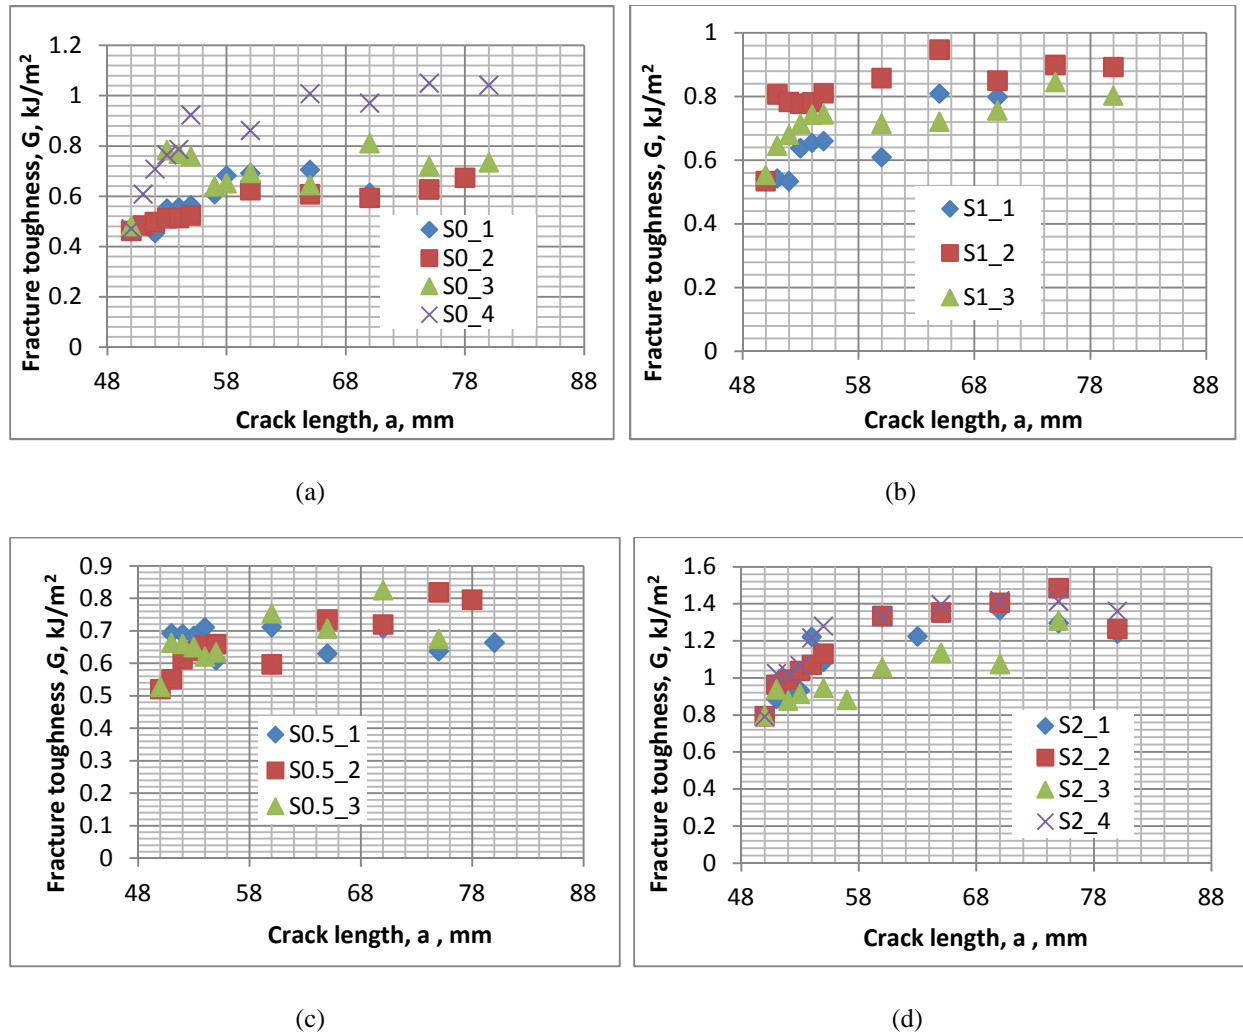 Fracture toughness, G, kJ/m²
1.2
1
0.8
0.6
0.4
0.2
0
48 58 68 78 88
Crack length, a, mm
S0_1
S0_2
S0_3
S0_4
(a)
Fracture toughness, G, kJ/m²
1
0.8
0.6
0.4
0.2
0
48 58 68 78 88
Crack length, a, mm
S1_1
S1_2
S1_3
(b)
Fracture toughness ,G, kJ/m²
0.9
0.8
0.7
0.6
0.5
0.4
0.3
0.2
0.1
0
48 58 68 78 88
Crack length, a , mm
S0.5_1
S0.5_2
S0.5_3
(c)
Fracture toughness, G, kJ/m²
1.6
1.4
1.2
1
0.8
0.6
0.4
0.2
0
48 58 68 78 88
Crack length, a , mm
S2_1
S2_2
S2_3
S2_4
(d)